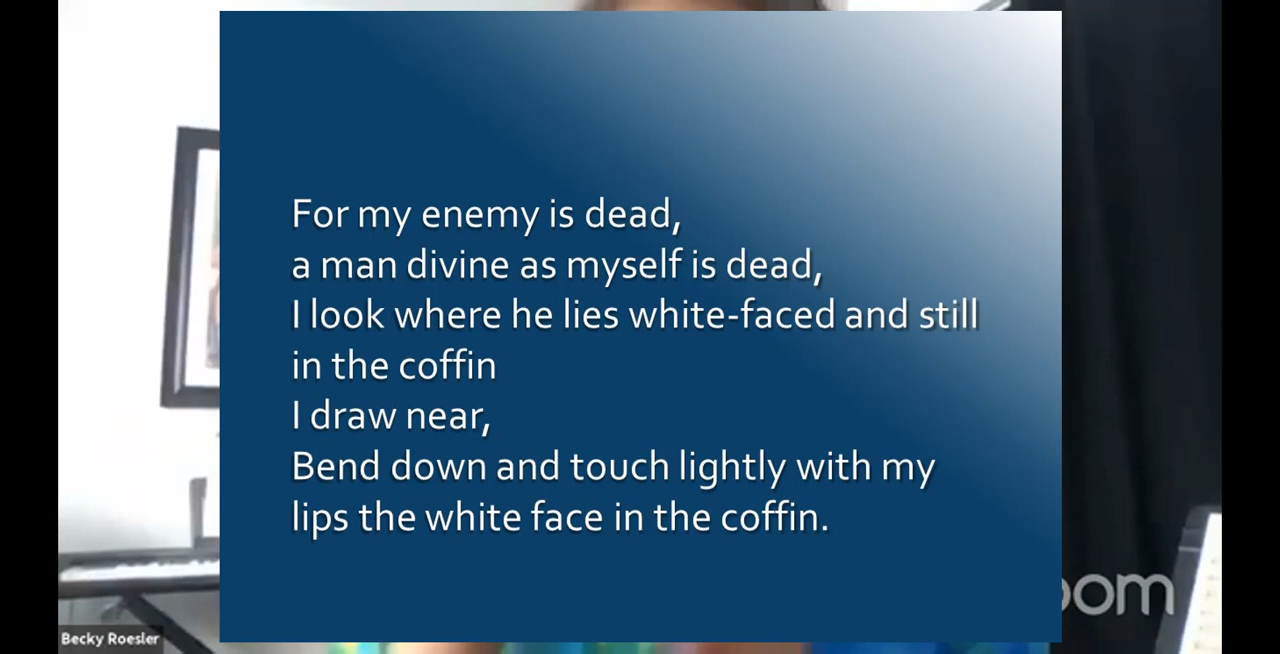 For my enemy is dead,
a man divine as myself is dead,
I look where he lies white-faced and still
in the coffin
I draw near,
Bend down and touch lightly with my
lips the white face in the coffin.
oom
Becky Roesler